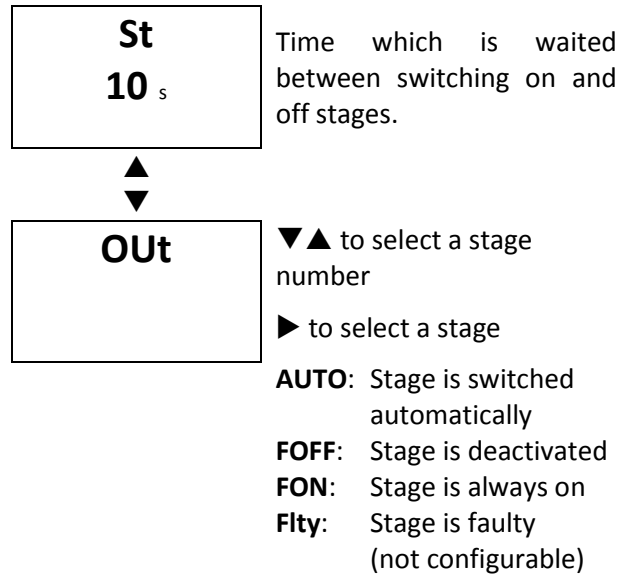 St
10 s
Time which is waited
between switching on and
off stages.
▲
▼
OUt
▼▲ to select a stage
number
▶ to select a stage
AUTO: Stage is switched
automatically
FOFF: Stage is deactivated
FON: Stage is always on
Flty: Stage is faulty
(not configurable)